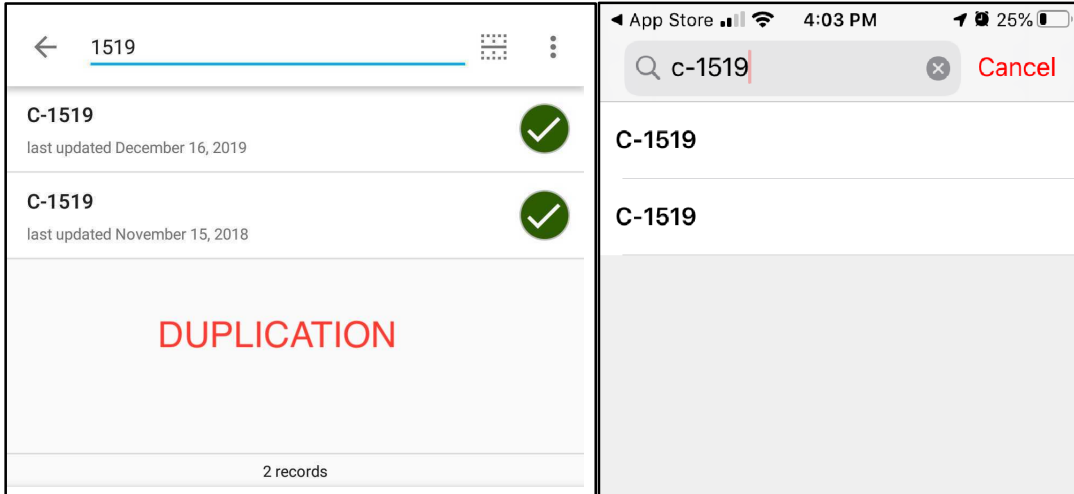 1519
C-1519
last updated December 16, 2019
C-1519
last updated November 15, 2018
DUPLICATION
2 records
App Store 4:03 PM 25%
c-1519 Cancel
C-1519
C-1519